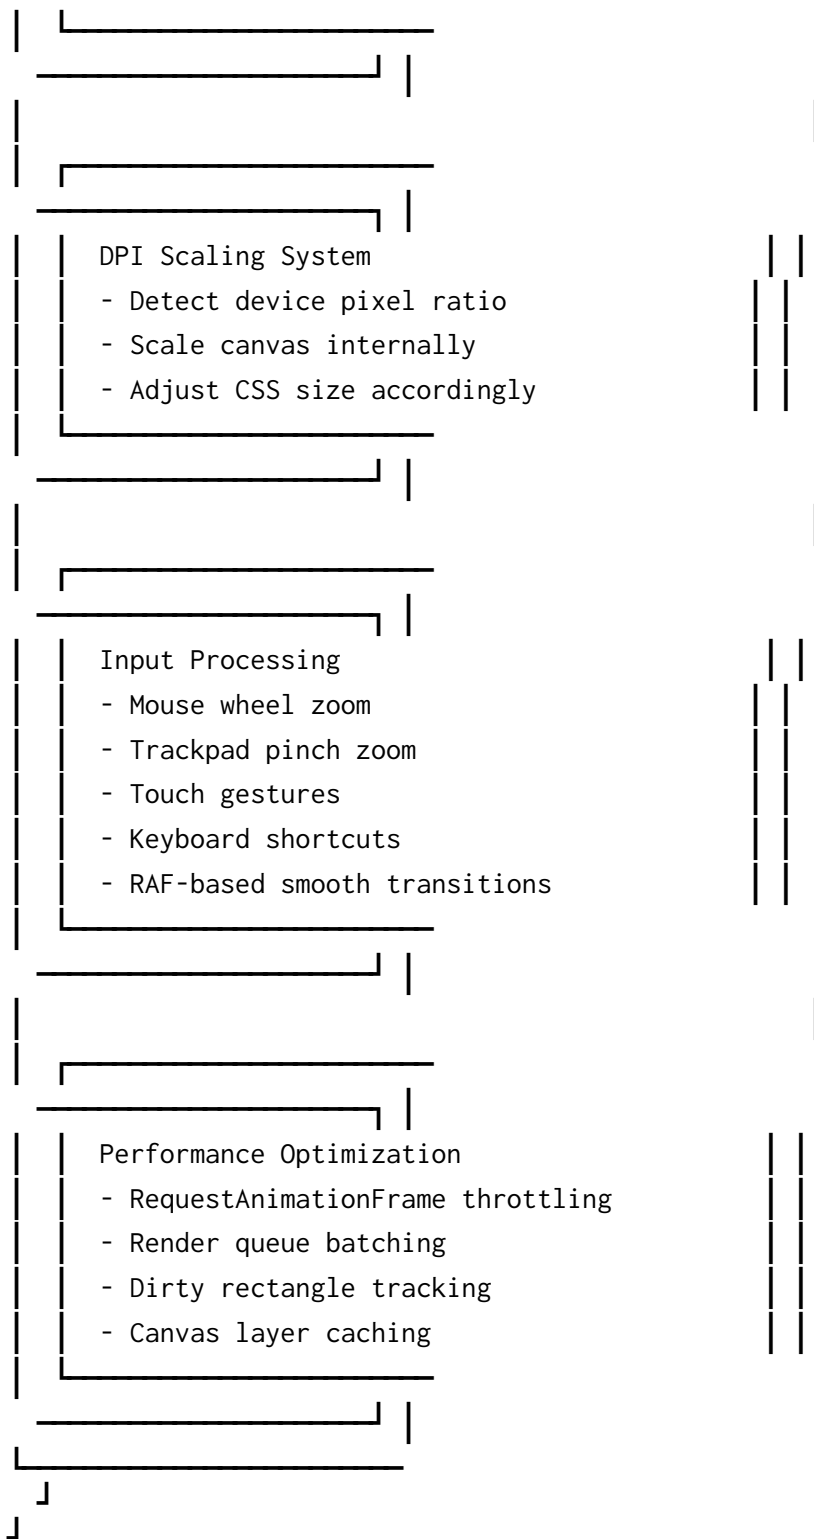 DPI Scaling System
- Detect device pixel ratio
- Scale canvas internally
- Adjust CSS size accordingly
Input Processing
- Mouse wheel zoom
- Trackpad pinch zoom
- Touch gestures
- Keyboard shortcuts
- RAF-based smooth transitions
Performance Optimization
- RequestAnimationFrame throttling
- Render queue batching
- Dirty rectangle tracking
- Canvas layer caching